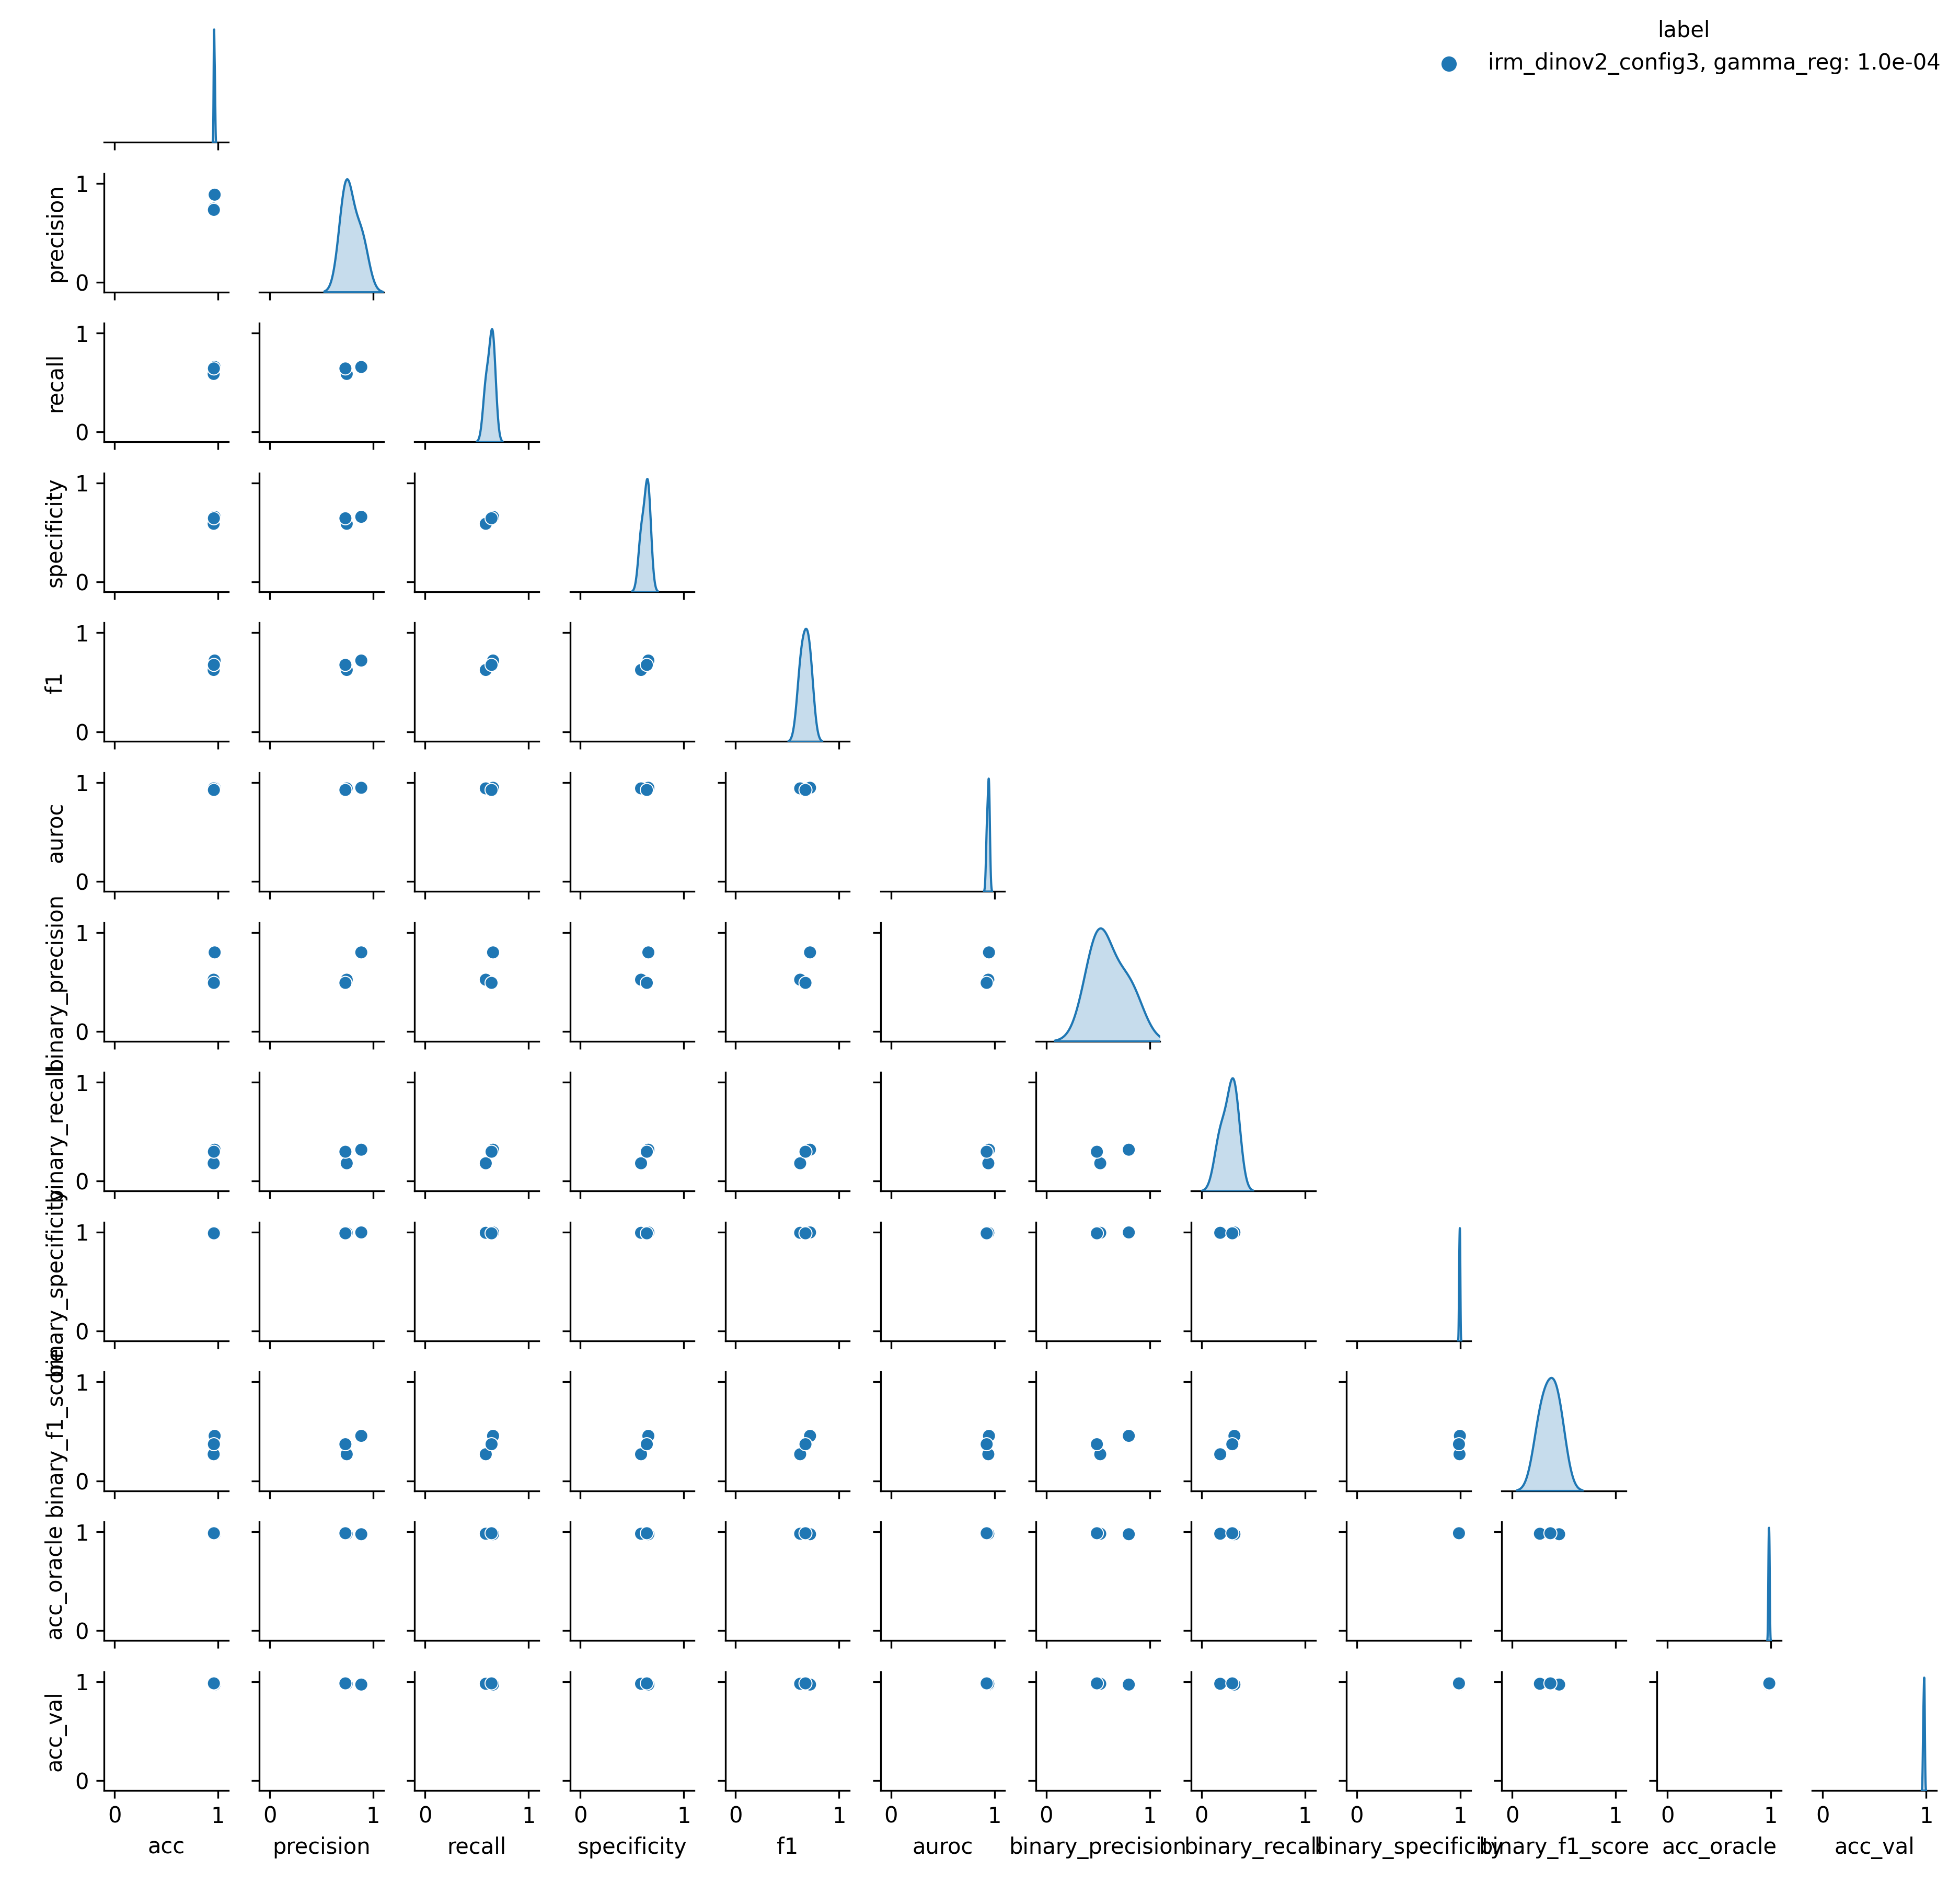 label
irm_dinov2_config3, gamma_reg: 1.0e-04
precision
1
0
recall
1
0
specificity
1
0
f1
1
0
auroc
1
0
binary_precision
1
0
binary_recall
1
0
binary_specificity
1
0
binary_f1_score
1
0
acc_oracle
1
0
acc_val
1
0
0 1 0 1 0 1 0 1 0 1 0 1 0 1 0 1 0 1 0 1 0 1 0 1
acc precision recall specificity f1 auroc binary_precision binary_recall binary_specificity binary_f1_score acc_oracle acc_val